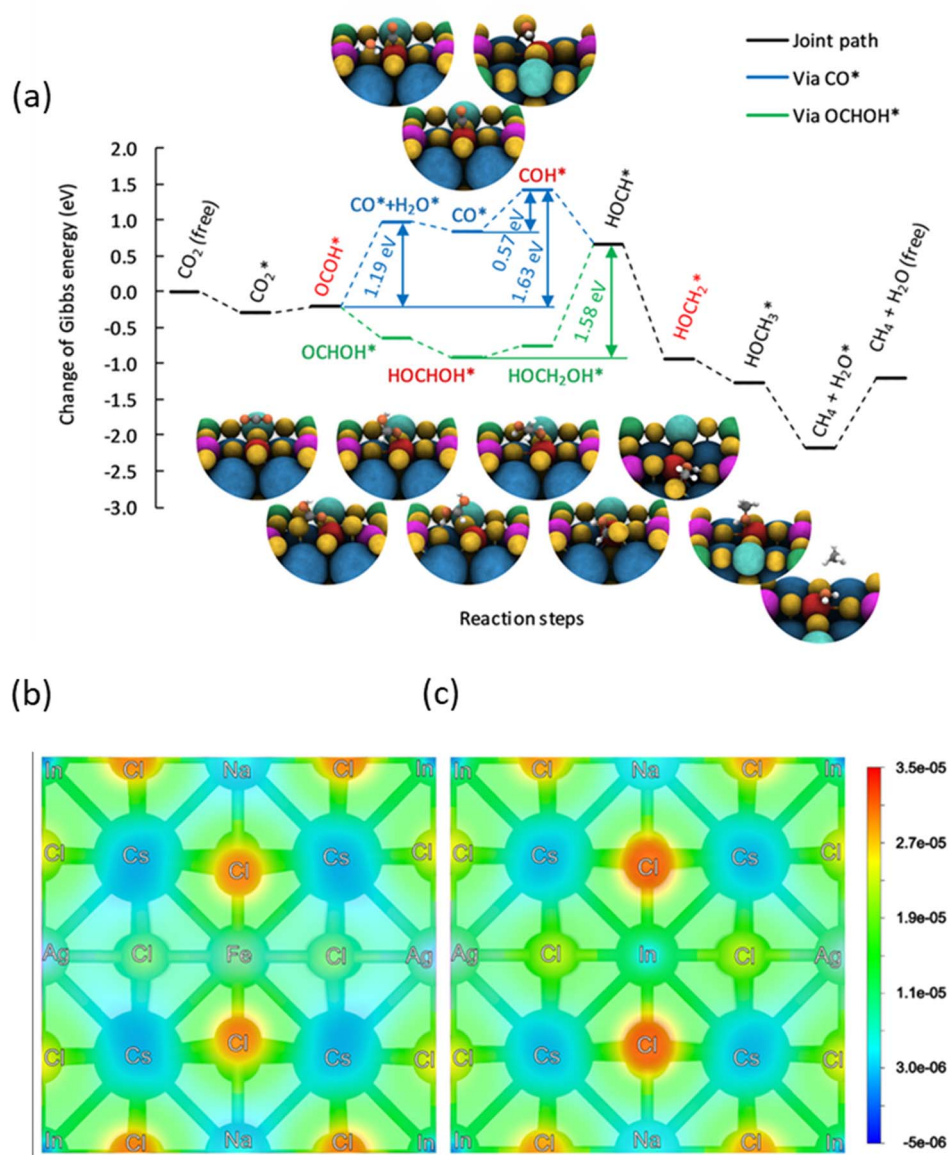 (a)
Joint path
Via CO*
Via OCHOH*
Change of Gibbs energy (eV)
2.0
1.5
1.0
0.5
0.0
-0.5
-1.0
-1.5
-2.0
-2.5
-3.0
CO₂ (free)
CO₂*
OCOH*
CO*+H₂O*
CO*
COH*
HOCH*
1.19 eV
0.57 eV
1.63 eV
1.58 eV
OCHOH*
HOCHOH*
HOCH₂OH*
HOCH₂*
HOCH₃*
CH₄ + H₂O*
CH₄ + H₂O (free)
Reaction steps
(b)
In Cl Na Cl In
Cl Cs Cl Cs Cl
Ag Cl Fe Cl Ag
Cl Cs Cl Cs Cl
In Cl Na Cl In
(c)
In Cl Na Cl In
Cl Cs Cl Cs Cl
Ag Cl In Cl Ag
Cl Cs Cl Cs Cl
In Cl Na Cl In
3.5e-05
2.7e-05
1.9e-05
1.1e-05
3.0e-06
-5e-06